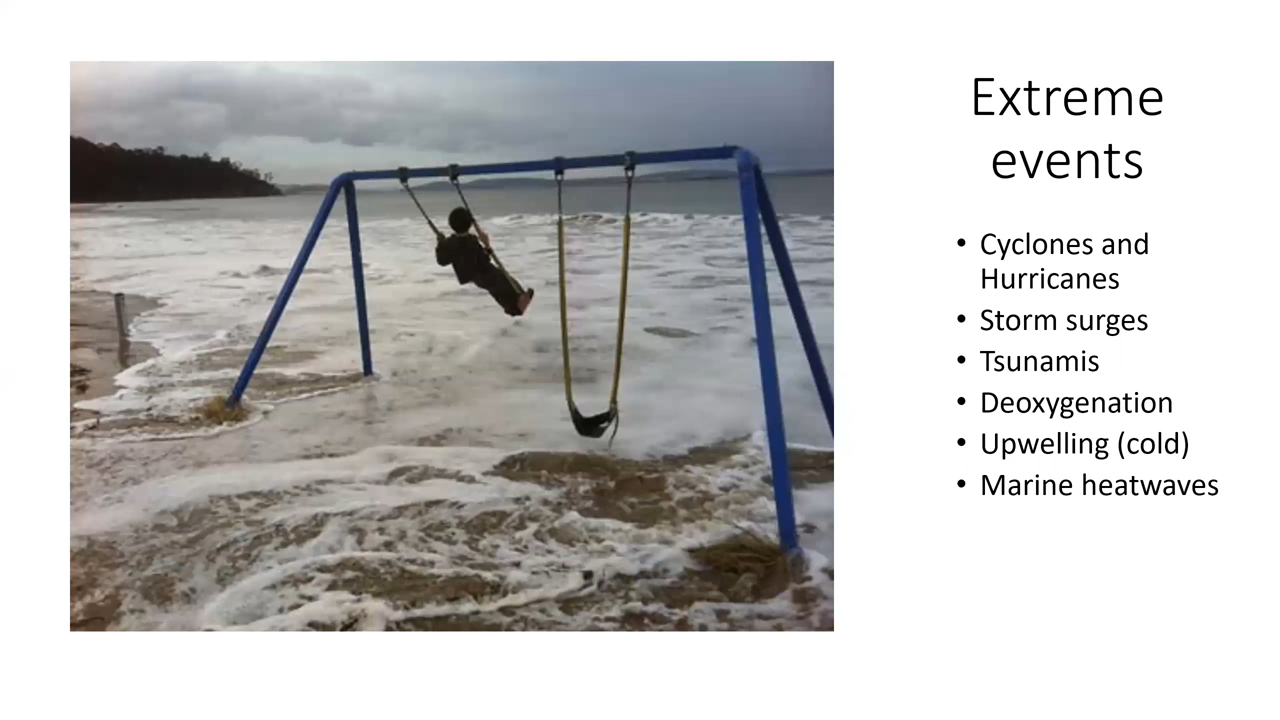 Extreme
events
• Cyclones and
Hurricanes
• Storm surges
• Tsunamis
• Deoxygenation
• Upwelling (cold)
• Marine heatwaves